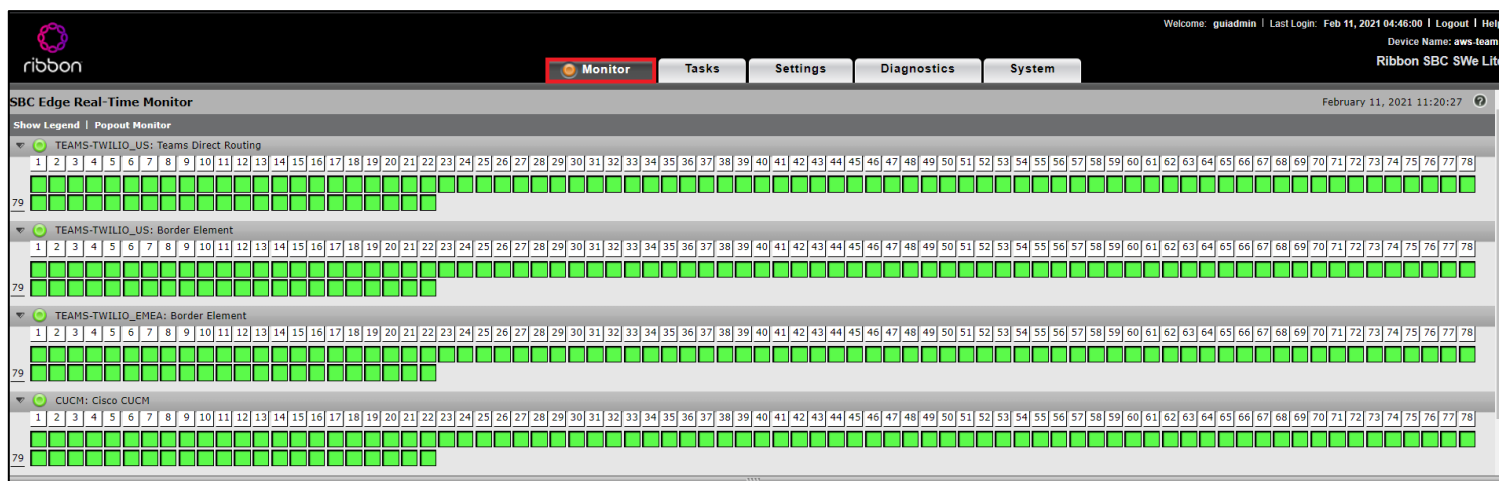 Welcome: guiadmin | Last Login: Feb 11, 2021 04:46:00 | Logout | Help
Device Name: aws-team
ribbon
Monitor Tasks Settings Diagnostics System
Ribbon SBC SWe Lite
SBC Edge Real-Time Monitor February 11, 2021 11:20:27 ?
Show Legend | Popout Monitor
TEAMS-TWILIO_US: Teams Direct Routing
1 2 3 4 5 6 7 8 9 10 11 12 13 14 15 16 17 18 19 20 21 22 23 24 25 26 27 28 29 30 31 32 33 34 35 36 37 38 39 40 41 42 43 44 45 46 47 48 49 50 51 52 53 54 55 56 57 58 59 60 61 62 63 64 65 66 67 68 69 70 71 72 73 74 75 76 77 78
79
TEAMS-TWILIO_US: Border Element
1 2 3 4 5 6 7 8 9 10 11 12 13 14 15 16 17 18 19 20 21 22 23 24 25 26 27 28 29 30 31 32 33 34 35 36 37 38 39 40 41 42 43 44 45 46 47 48 49 50 51 52 53 54 55 56 57 58 59 60 61 62 63 64 65 66 67 68 69 70 71 72 73 74 75 76 77 78
79
TEAMS-TWILIO_EMEA: Border Element
1 2 3 4 5 6 7 8 9 10 11 12 13 14 15 16 17 18 19 20 21 22 23 24 25 26 27 28 29 30 31 32 33 34 35 36 37 38 39 40 41 42 43 44 45 46 47 48 49 50 51 52 53 54 55 56 57 58 59 60 61 62 63 64 65 66 67 68 69 70 71 72 73 74 75 76 77 78
79
CUCM: Cisco CUCM
1 2 3 4 5 6 7 8 9 10 11 12 13 14 15 16 17 18 19 20 21 22 23 24 25 26 27 28 29 30 31 32 33 34 35 36 37 38 39 40 41 42 43 44 45 46 47 48 49 50 51 52 53 54 55 56 57 58 59 60 61 62 63 64 65 66 67 68 69 70 71 72 73 74 75 76 77 78
79